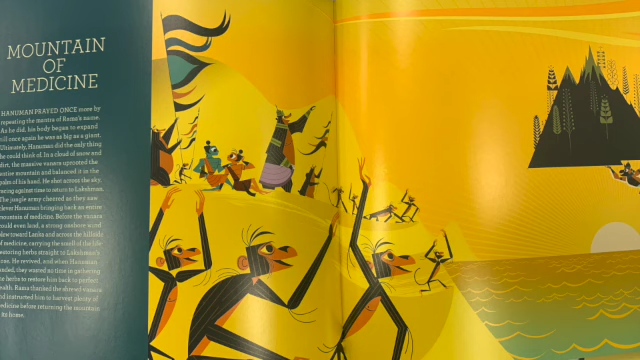 MOUNTAIN
OF
MEDICINE
HANUMAN PRAYED ONCE more by
repeating the mantra of Rama's name.
As he did, his body began to expand
till once again he was as big as a giant.
Ultimately, Hanuman did the only thing
he could think of. In a cloud of snow and
dirt, the massive vanara uprooted the
entire mountain and balanced it in the
palm of his hand. He shot across the sky,
racing against time to return to Lakshman.
The jungle army cheered as they saw
clever Hanuman bringing back an entire
mountain of medicine. Before the vanara
could even land, a strong onshore wind
blew toward Lanka and across the hillside
of medicine, carrying the smell of the life
restoring herbs straight to Lakshman's
nose. He revived, and when Hanuman
landed, they wasted no time in gathering
the herbs to restore him back to perfect
health. Rama thanked the shrewd vanara
and instructed him to harvest plenty of
medicine before returning the mountain
its home.